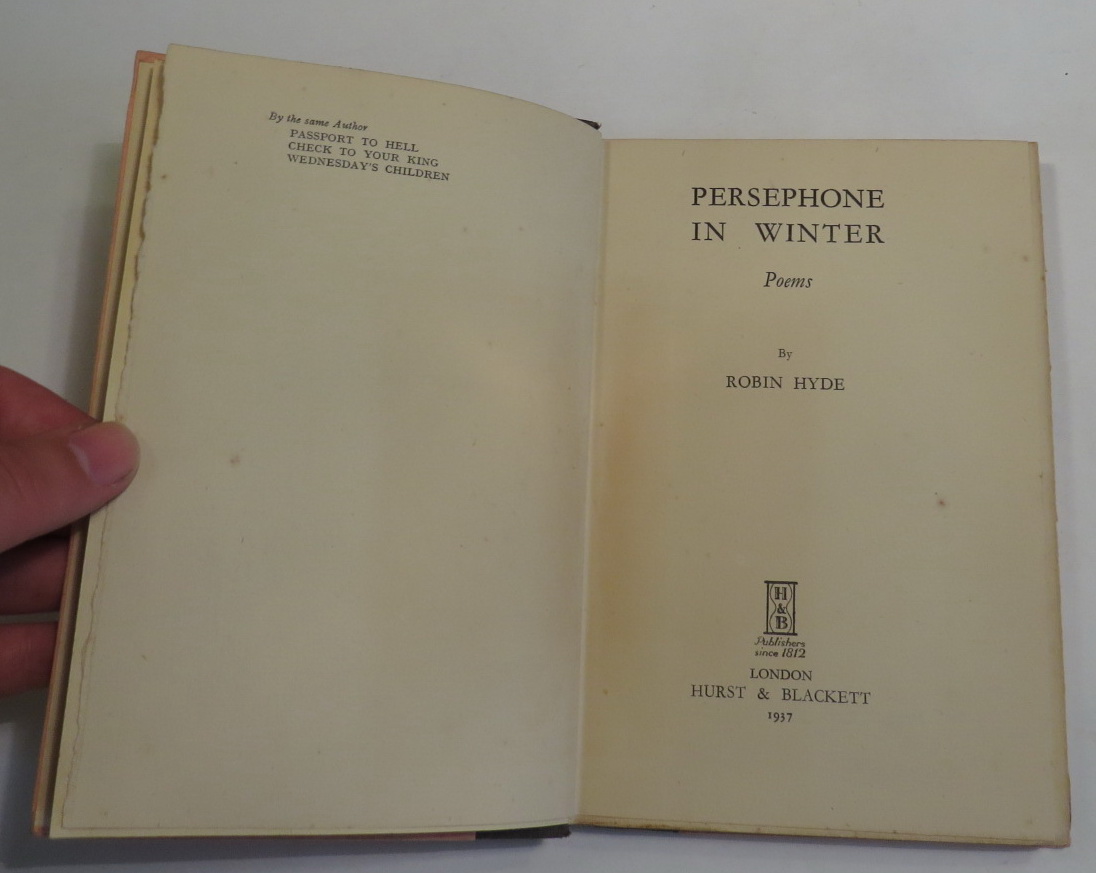 By the same Author
PASSPORT TO HELL
CHECK TO YOUR KING
WEDNESDAY'S CHILDREN
PERSEPHONE
IN WINTER
Poems
By
ROBIN HYDE
H
&
B
Publishers
since 1812
LONDON
HURST & BLACKETT
1937